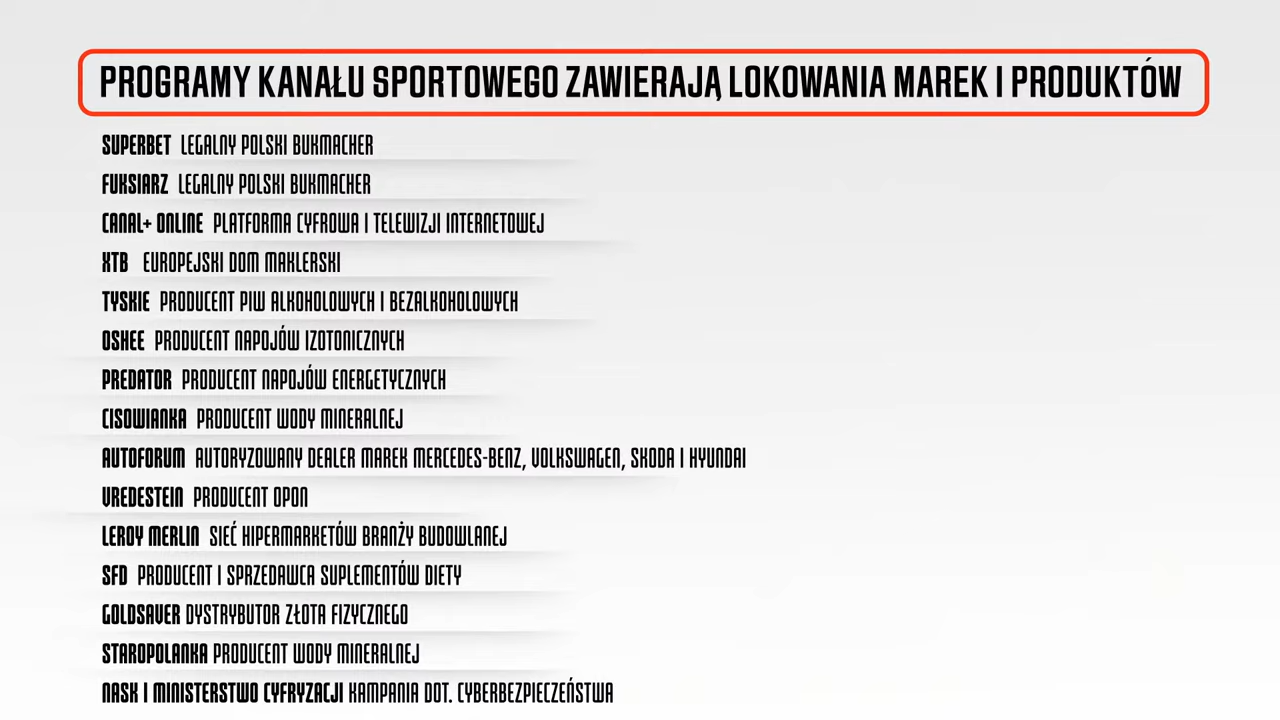 PROGRAMY KANAŁU SPORTOWEGO ZAWIERAJĄ LOKOWANIA MAREK I PRODUKTÓW
SUPERBET LEGALNY POLSKI BUKMACHER
FUKSIARZ LEGALNY POLSKI BUKMACHER
CANAL+ ONLINE PLATFORMA CYFROWA I TELEWIZJI INTERNETOWEJ
XTB EUROPEJSKI DOM MAKLERSKI
TYSKIE PRODUCENT PIW ALKOHOLOWYCH I BEZALKOHOLOWYCH
OSHEE PRODUCENT NAPOJÓW IZOTONICZNYCH
PREDATOR PRODUCENT NAPOJÓW ENERGETYCZNYCH
CISOWIANKA PRODUCENT WODY MINERALNEJ
AUTOFORUM AUTORYZOWANY DEALER MAREK MERCEDES-BENZ, VOLKSWAGEN, SKODA I HYUNDAI
VREDESTEIN PRODUCENT OPON
LEROY MERLIN SIEĆ HIPERMARKETÓW BRANŻY BUDOWLANEJ
SFD PRODUCENT I SPRZEDAWCA SUPLEMENTÓW DIETY
GOLDSAVER DYSTRYBUTOR ZŁOTA FIZYCZNEGO
STAROPOLANKA PRODUCENT WODY MINERALNEJ
NASK I MINISTERSTWO CYFRYZACJI KAMPANIA DOT. CYBERBEZPIECZEŃSTWA